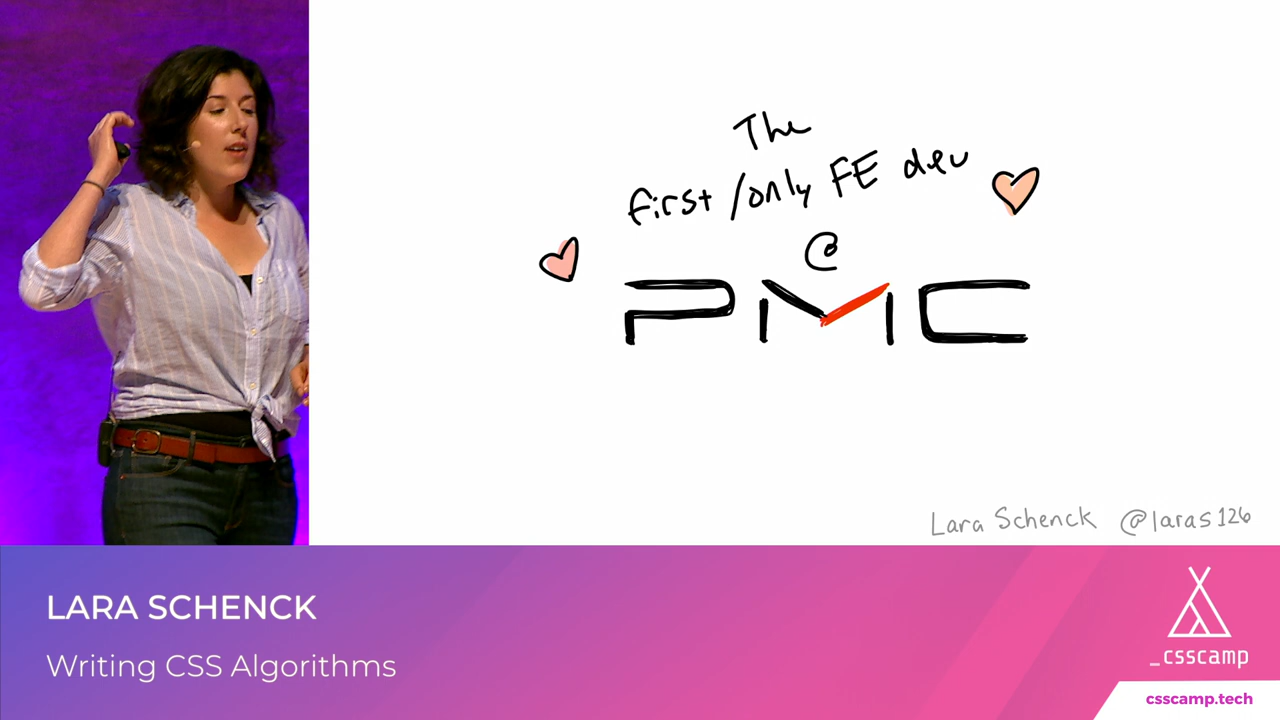 The
first/only FE dev
@
PMC
Lara Schenck @laras126
LARA SCHENCK
Writing CSS Algorithms
_csscamp
csscamp.tech